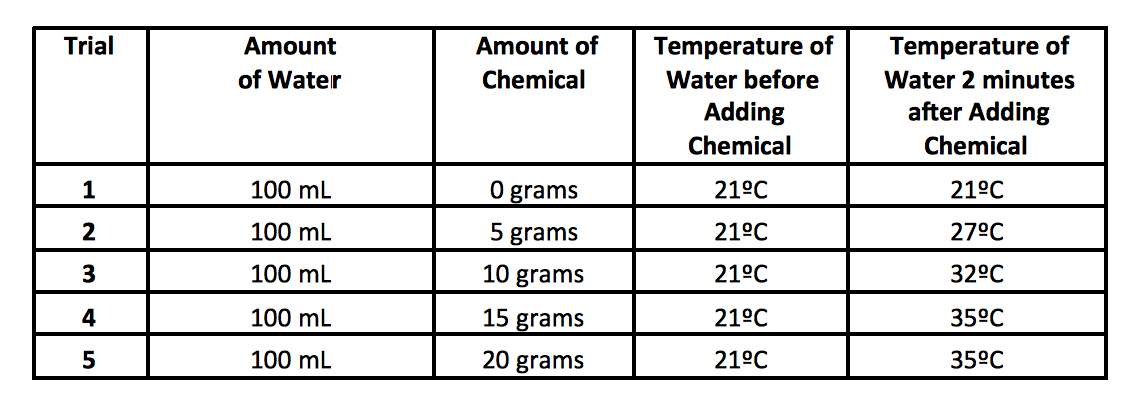 Trial Amount of Water Amount of Chemical Temperature of Water before Adding Chemical Temperature of Water 2 minutes after Adding Chemical
1 100 mL 0 grams 21ºC 21ºC
2 100 mL 5 grams 21ºC 27ºC
3 100 mL 10 grams 21ºC 32ºC
4 100 mL 15 grams 21ºC 35ºC
5 100 mL 20 grams 21ºC 35ºC